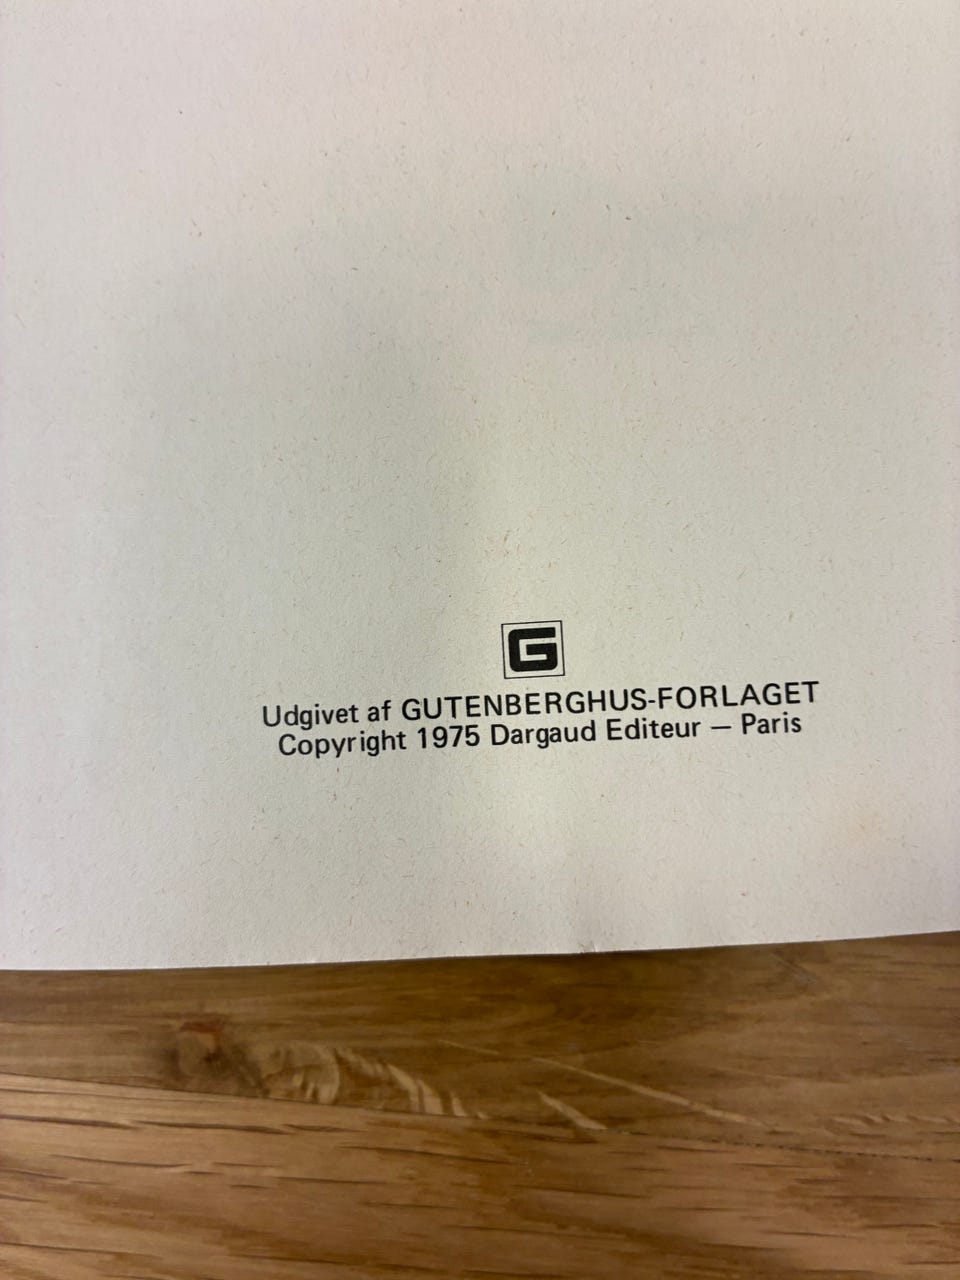 G
Udgivet af GUTENBERGHUS-FORLAGET
Copyright 1975 Dargaud Editeur — Paris